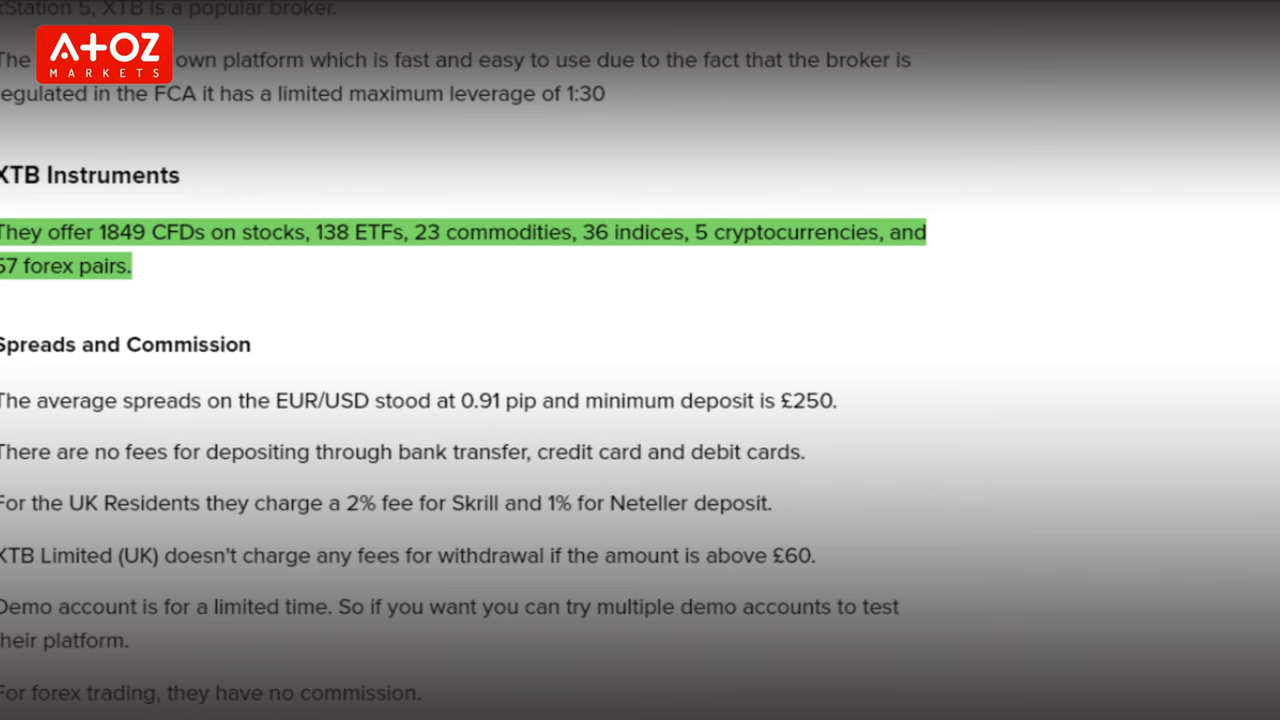 xStation 5, XTB is a popular broker.
A+OZ
MARKETS
The own platform which is fast and easy to use due to the fact that the broker is
regulated in the FCA it has a limited maximum leverage of 1:30
XTB Instruments
They offer 1849 CFDs on stocks, 138 ETFs, 23 commodities, 36 indices, 5 cryptocurrencies, and
forex pairs.
Spreads and Commission
The average spreads on the EUR/USD stood at 0.91 pip and minimum deposit is £250.
There are no fees for depositing through bank transfer, credit card and debit cards.
For the UK Residents they charge a 2% fee for Skrill and 1% for Neteller deposit.
XTB Limited (UK) doesn't charge any fees for withdrawal if the amount is above £60.
Demo account is for a limited time. So if you want you can try multiple demo accounts to test
their platform.
For forex trading, they have no commission.